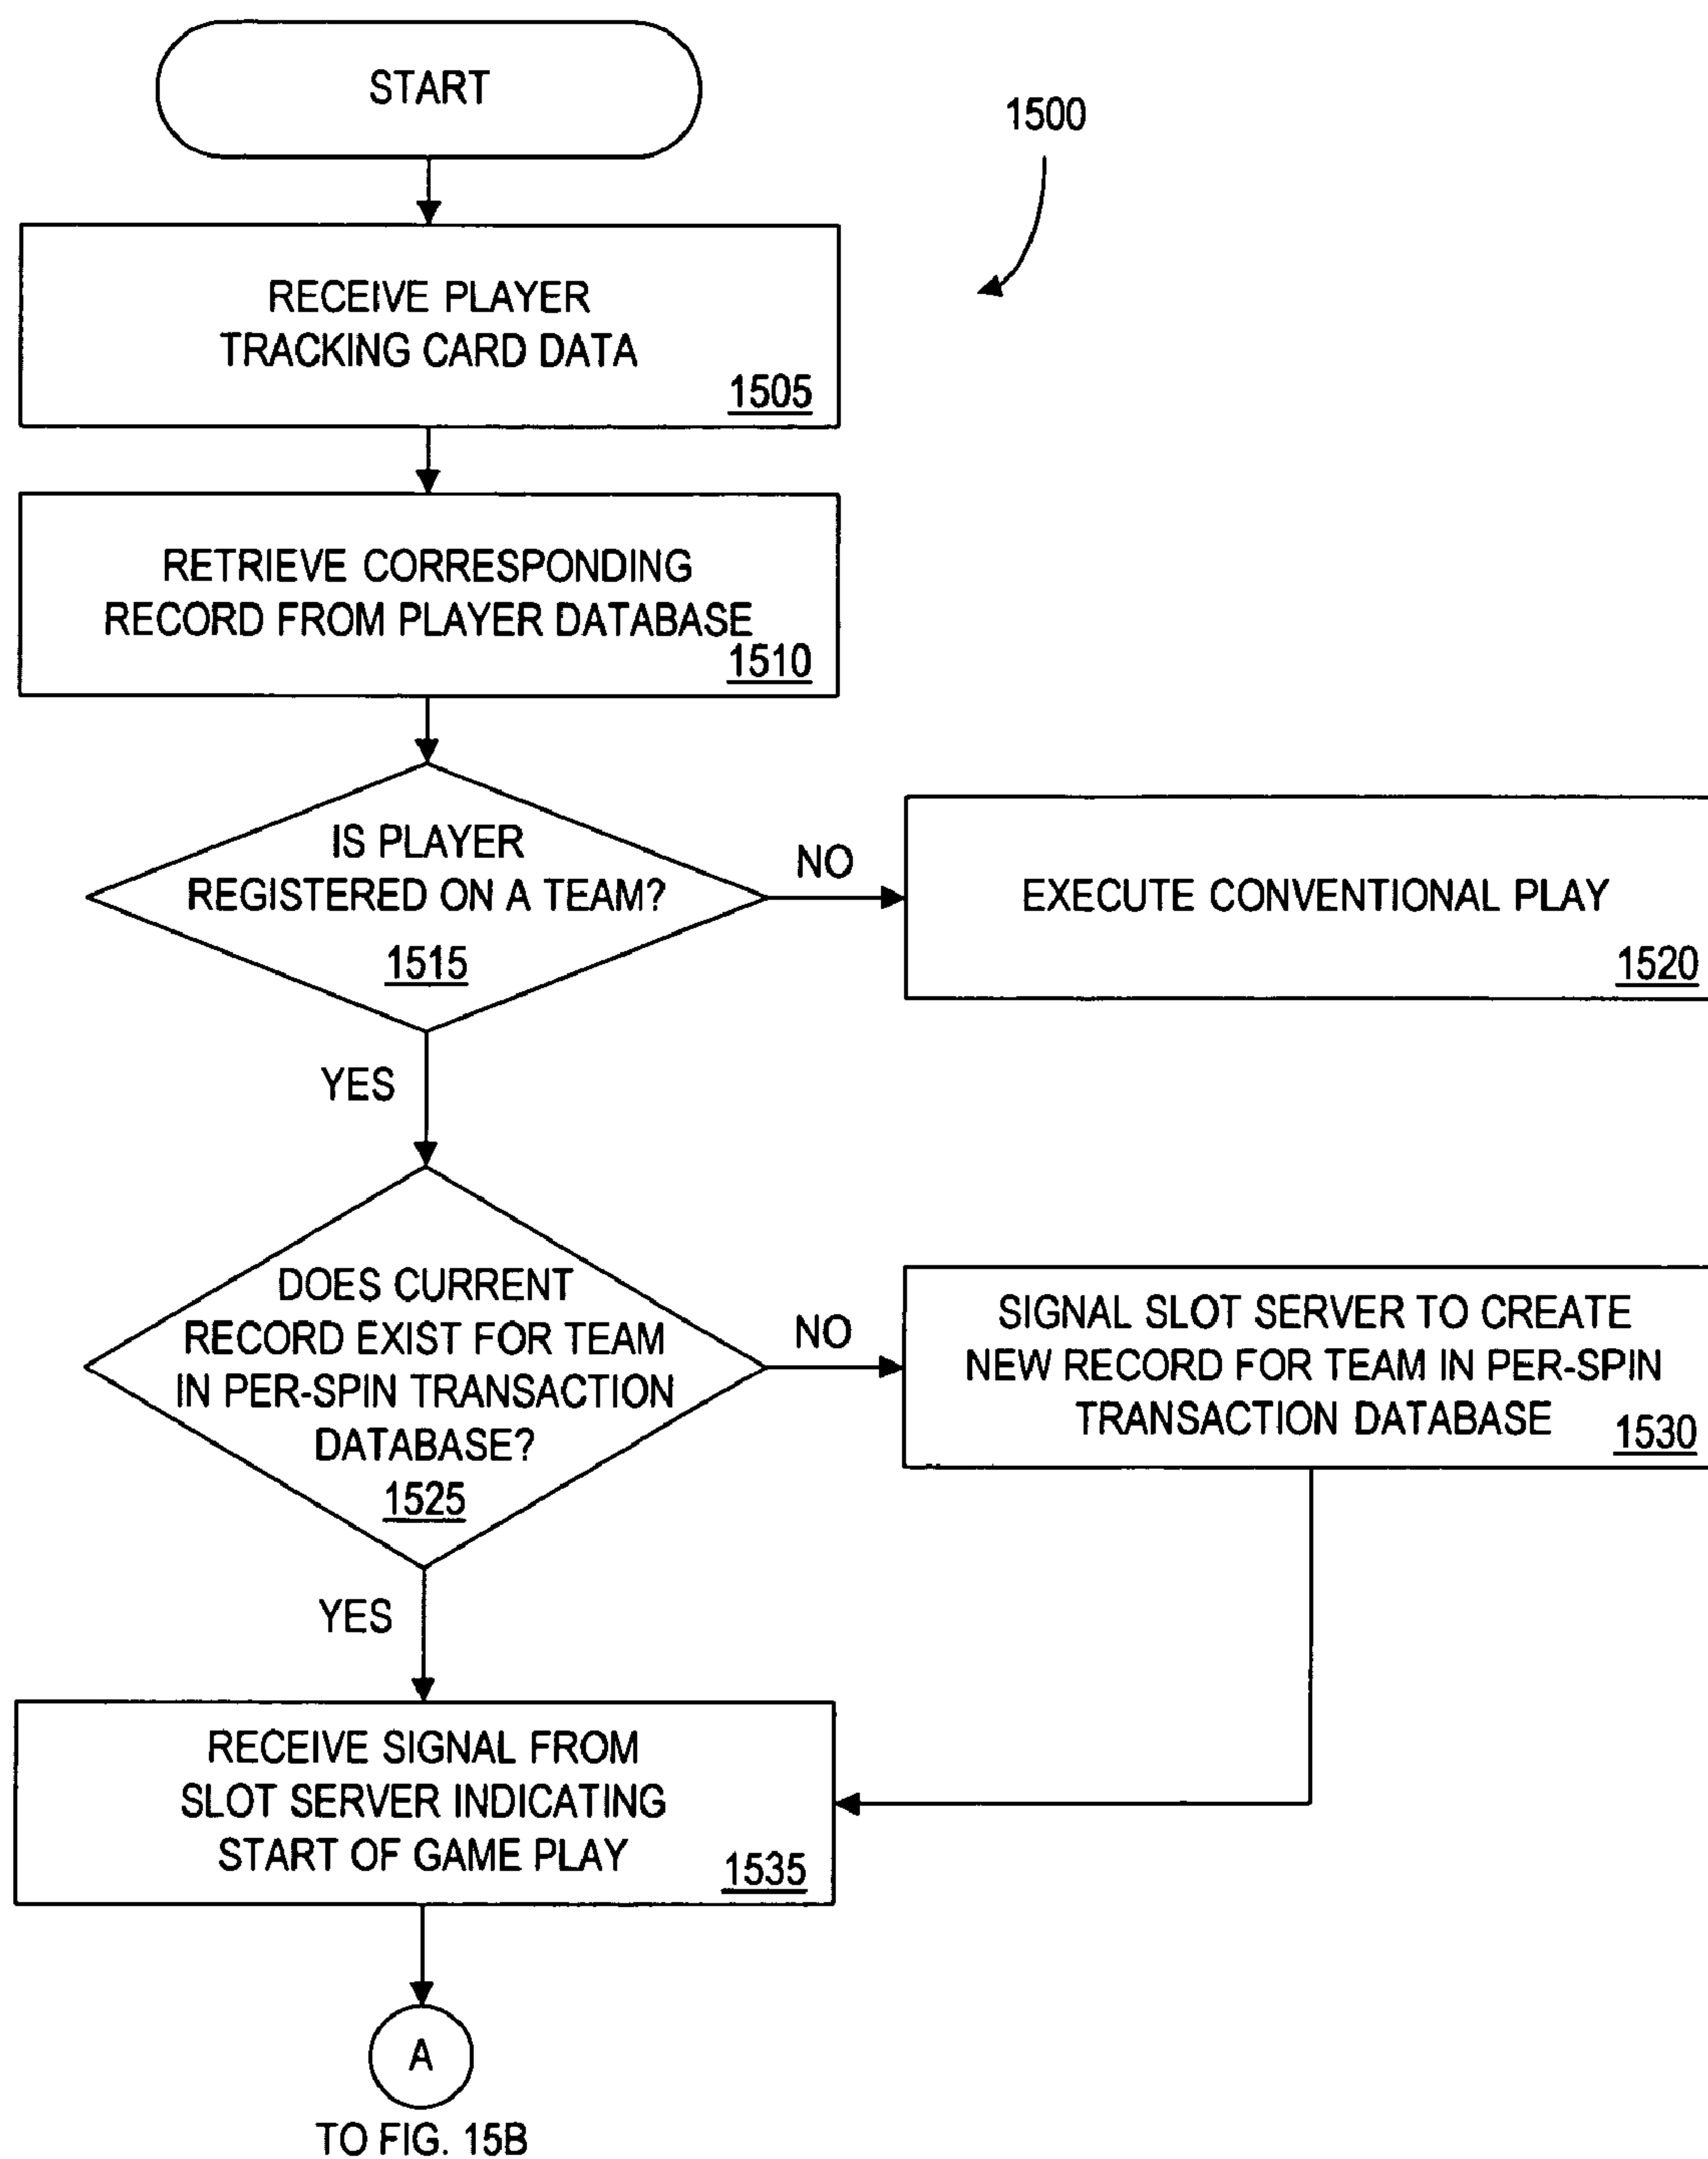 START
1500
RECEIVE PLAYER
TRACKING CARD DATA
1505
RETRIEVE CORRESPONDING
RECORD FROM PLAYER DATABASE
1510
IS PLAYER
REGISTERED ON A TEAM?
1515
NO
EXECUTE CONVENTIONAL PLAY
1520
YES
DOES CURRENT
RECORD EXIST FOR TEAM
IN PER-SPIN TRANSACTION
DATABASE?
1525
NO
SIGNAL SLOT SERVER TO CREATE
NEW RECORD FOR TEAM IN PER-SPIN
TRANSACTION DATABASE
1530
YES
RECEIVE SIGNAL FROM
SLOT SERVER INDICATING
START OF GAME PLAY
1535
A
TO FIG. 15B